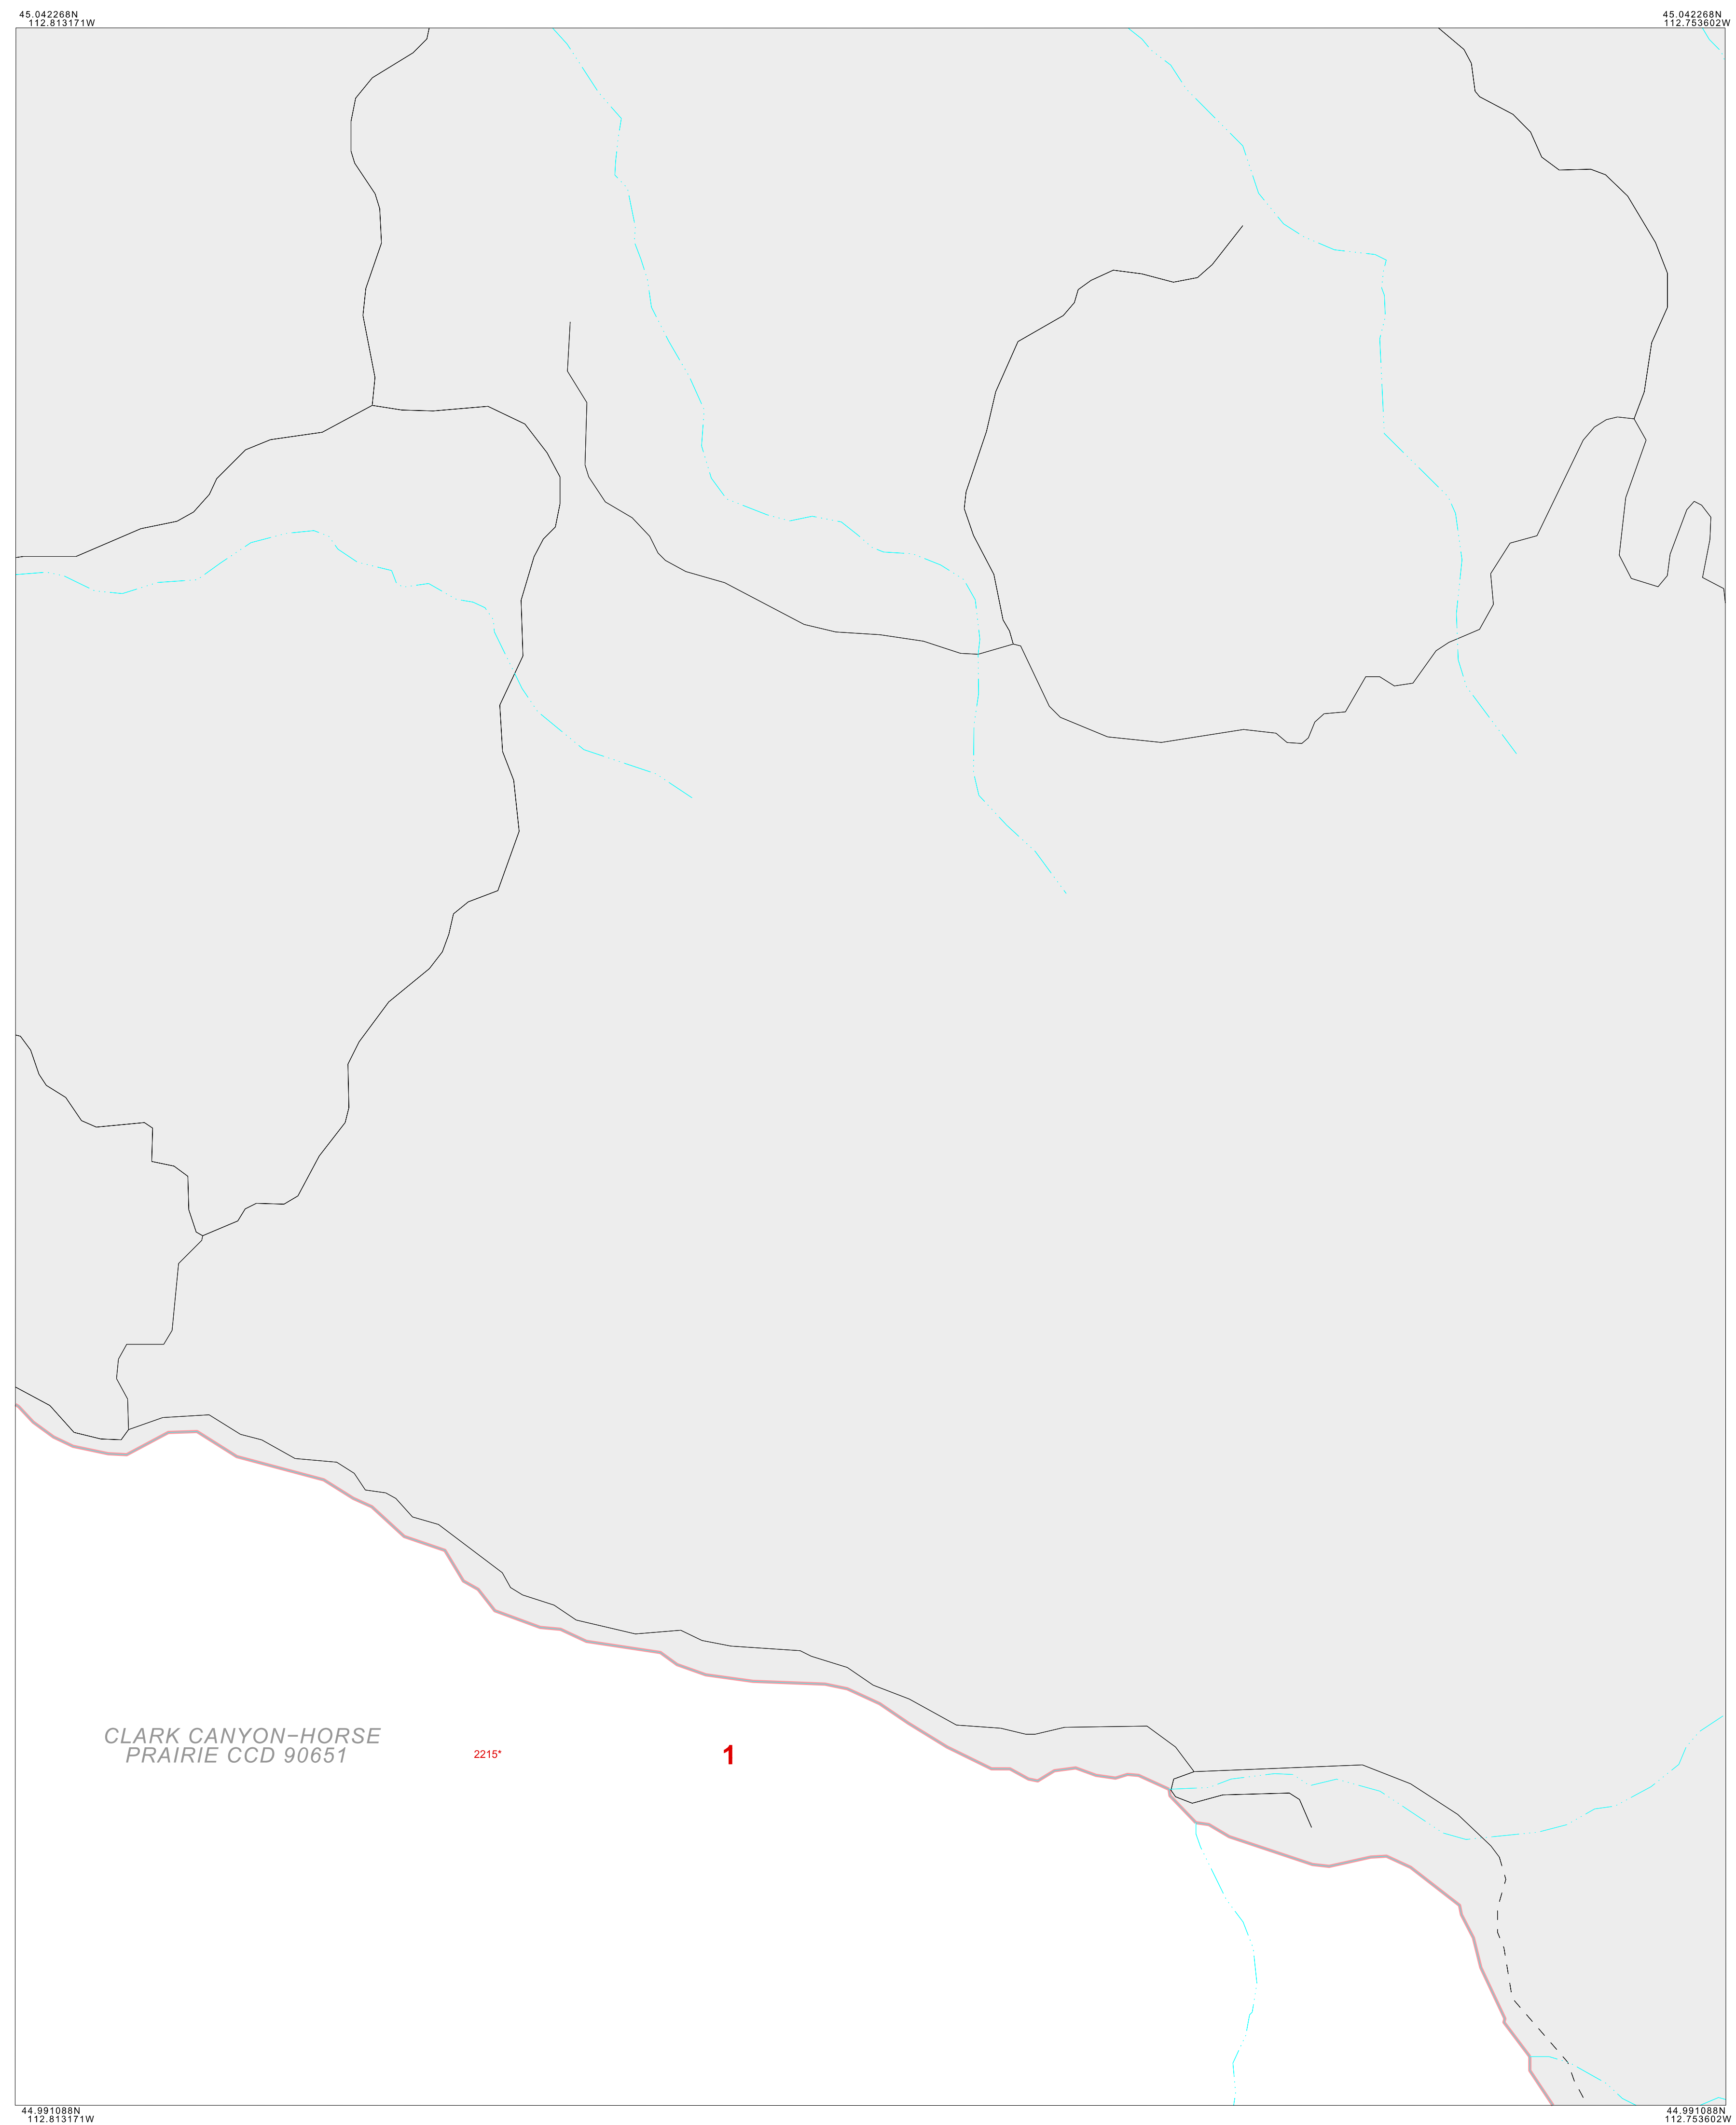 45.042268N
112.813171W
45.042268N
112.753602W
CLARK CANYON-HORSE
PRAIRIE CCD 90651
2215*
1
44.991088N
112.813171W
44.991088N
112.753602W